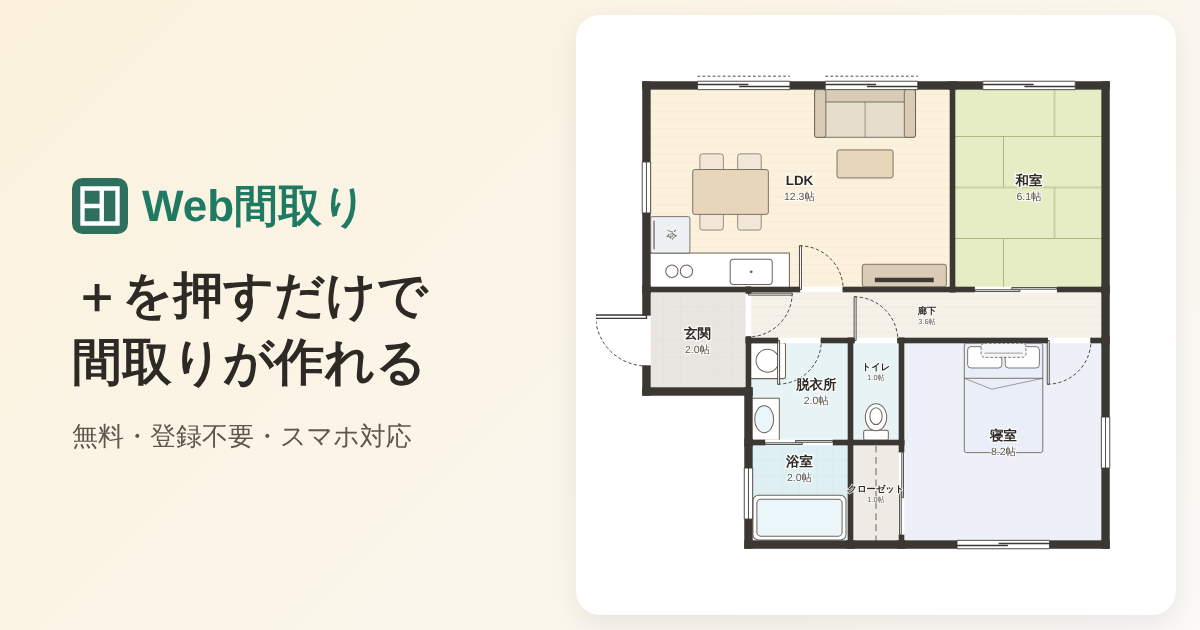 Web間取り
＋を押すだけで
間取りが作れる
無料・登録不要・スマホ対応
LDK
12.3帖
和室
6.1帖
冷
廊下
3.6帖
玄関
2.0帖
トイレ
1.0帖
脱衣所
2.0帖
寝室
8.2帖
浴室
2.0帖
クローゼット
1.0帖